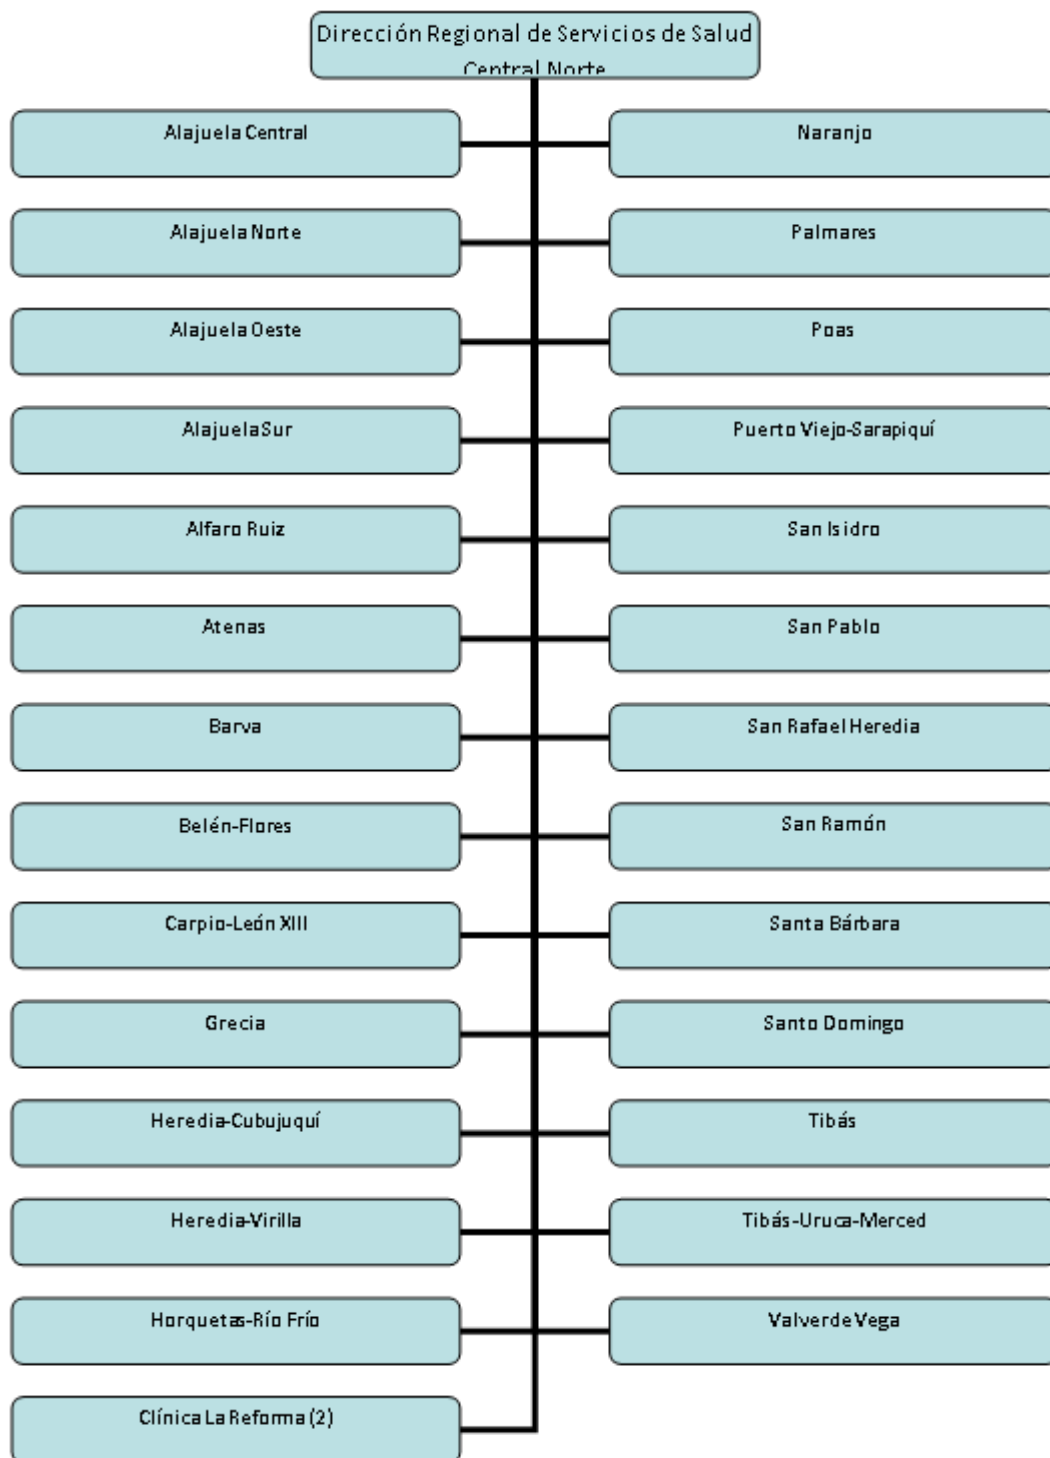 Dirección Regional de Servicios de Salud
Central Norte
Alajuela Central
Naranjo
Alajuela Norte
Palmares
Alajuela Oeste
Poas
Alajuela Sur
Puerto Viejo-Sarapiquí
Alfaro Ruiz
San Isidro
Atenas
San Pablo
Barva
San Rafael Heredia
Belén-Flores
San Ramón
Carpio-León XIII
Santa Bárbara
Grecia
Santo Domingo
Heredia-Cubujuquí
Tibás
Heredia-Virilla
Tibás-Uruca-Merced
Horquetas-Río Frío
Valverde Vega
Clínica La Reforma (2)